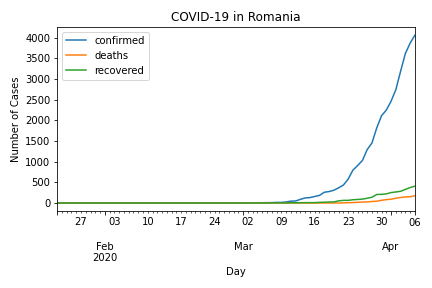 COVID-19 in Romania
confirmed
deaths
recovered
Number of Cases
4000
3500
3000
2500
2000
1500
1000
500
0
27 03 10 17 24 02 09 16 23 30 06
Feb Mar Apr
2020
Day